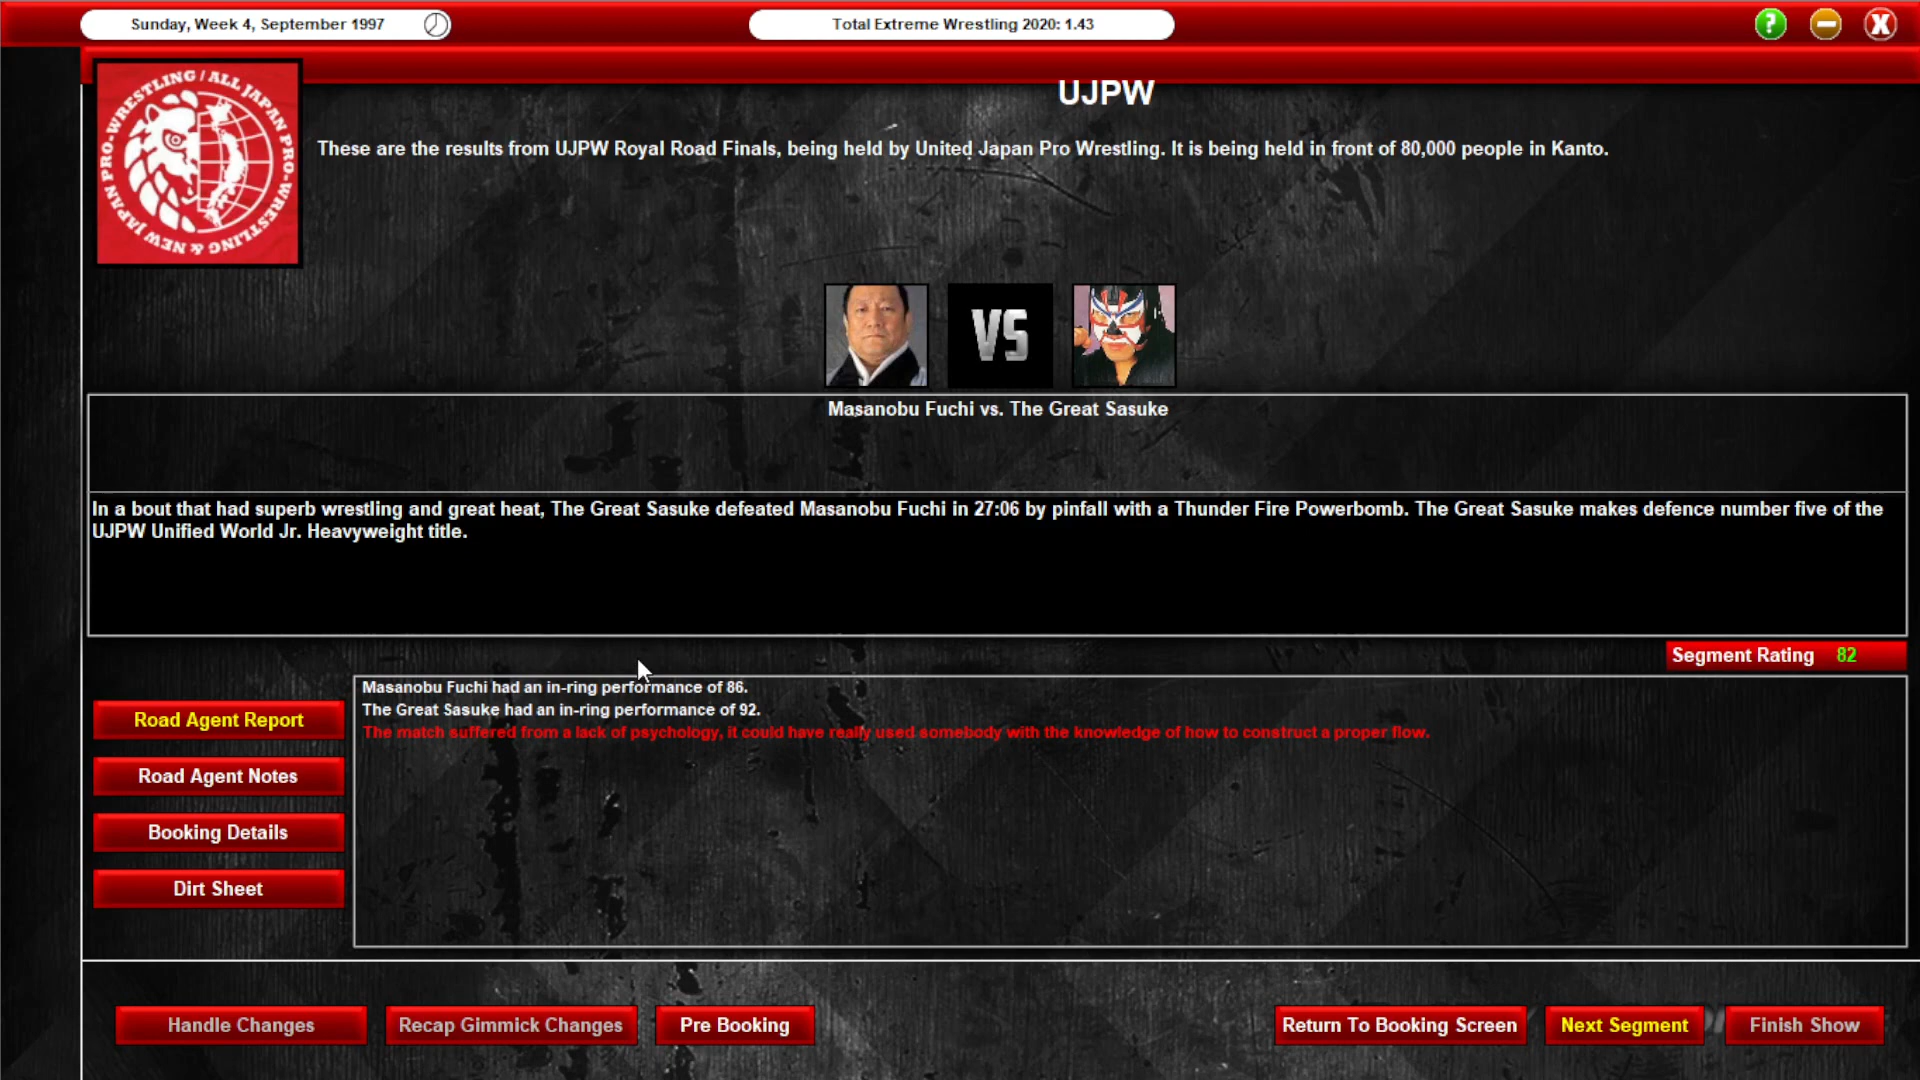 Sunday, Week 4, September 1997
Total Extreme Wrestling 2020: 1.43
?
X
NEW JAPAN PRO-WRESTLING / ALL JAPAN PRO-WRESTLING &
UJPW
These are the results from UJPW Royal Road Finals, being held by United Japan Pro Wrestling. It is being held in front of 80,000 people in Kanto.
VS
Masanobu Fuchi vs. The Great Sasuke
In a bout that had superb wrestling and great heat, The Great Sasuke defeated Masanobu Fuchi in 27:06 by pinfall with a Thunder Fire Powerbomb. The Great Sasuke makes defence number five of the
UJPW Unified World Jr. Heavyweight title.
Segment Rating 82
Masanobu Fuchi had an in-ring performance of 86.
The Great Sasuke had an in-ring performance of 92.
The match suffered from a lack of psychology, it could have really used somebody with the knowledge of how to construct a proper flow.
Road Agent Report
Road Agent Notes
Booking Details
Dirt Sheet
Handle Changes
Recap Gimmick Changes
Pre Booking
Return To Booking Screen
Next Segment
Finish Show